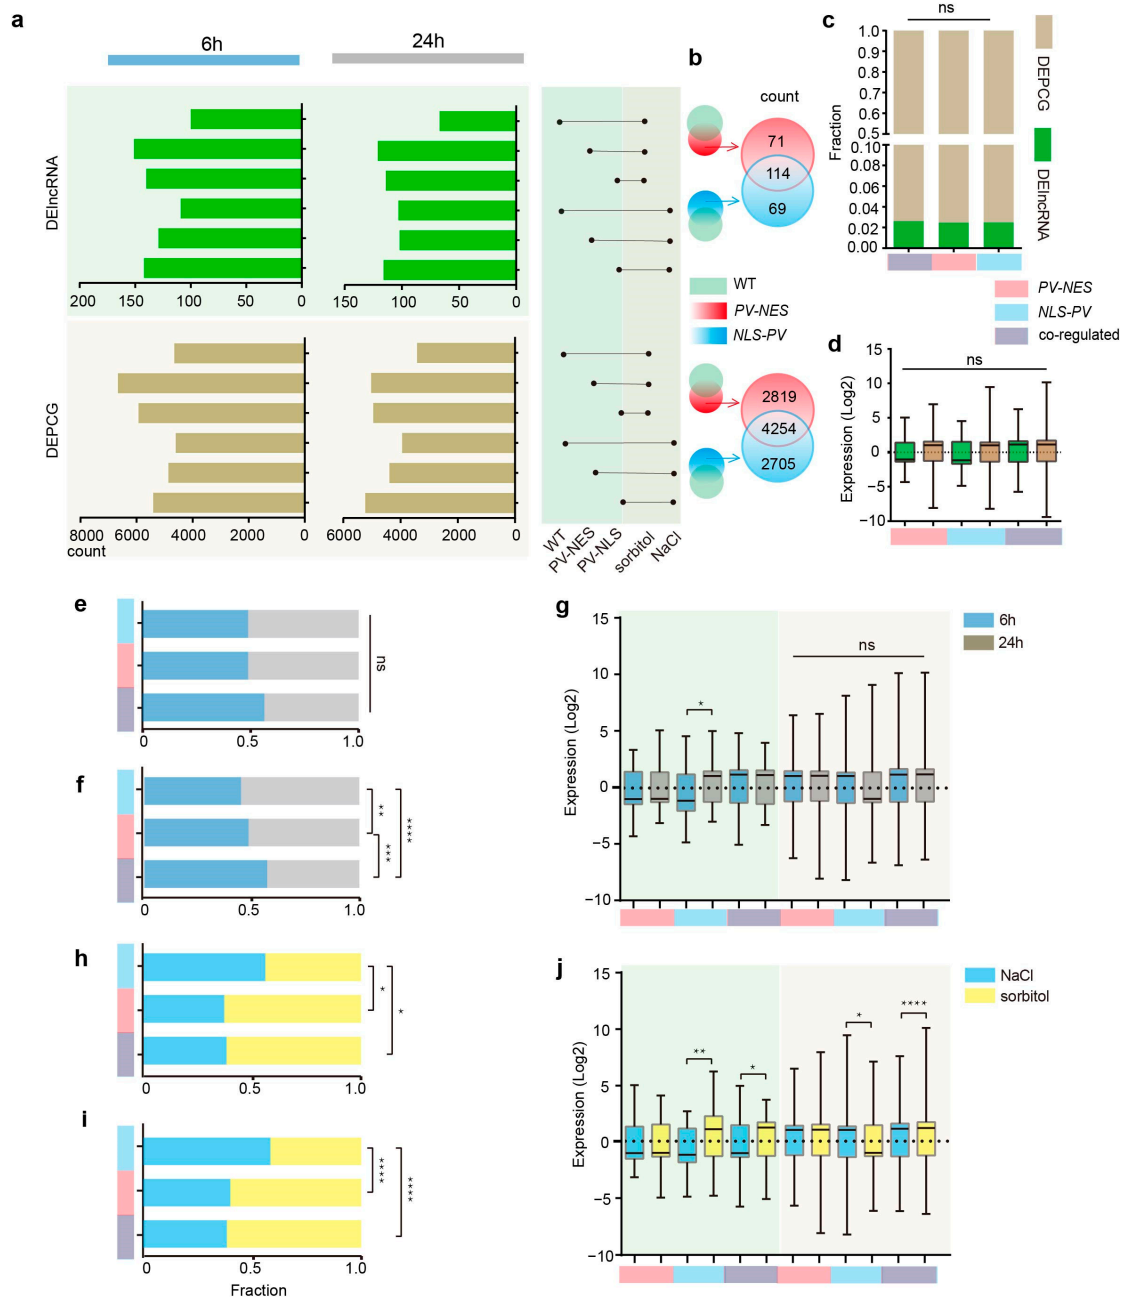 a
6h
24h
DElncRNA
200
150
100
50
0
150
100
50
0
DEPCG
8000
6000
4000
2000
0
6000
4000
2000
0
count
WT
PV-NES
PV-NLS
sorbitol
NaCl
b
count
71
114
69
WT
PV-NES
NLS-PV
2819
4254
2705
c
ns
Fraction
1.0
0.9
0.8
0.7
0.6
0.5
0.10
0.08
0.06
0.04
0.02
0.00
DEPCG
DElncRNA
PV-NES
NLS-PV
co-regulated
d
ns
Expression (Log2)
15
10
5
0
−5
−10
e
ns
0
0.5
1.0
f
**
***
****
0
0.5
1.0
g
6h
24h
ns
*
Expression (Log2)
15
10
5
0
−5
−10
h
*
*
0
0.5
1.0
i
****
****
0
0.5
1.0
Fraction
j
NaCl
sorbitol
**
*
*
****
Expression (Log2)
15
10
5
0
−5
−10